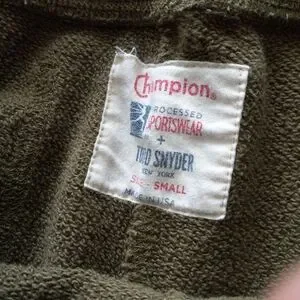 Champion®
PROCESSED
SPORTSWEAR
+
TODD SNYDER
NEW YORK
SIZE - SMALL
MADE IN USA